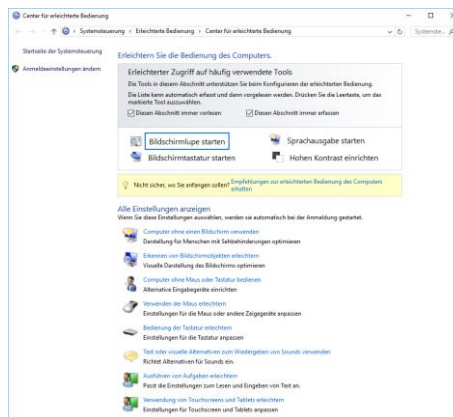 Center für erleichterte Bedienung
Systemsteuerung › Erleichterte Bedienung › Center für erleichterte Bedienung
Systemste...
Startseite der Systemsteuerung
Anmeldeeinstellungen ändern
Erleichtern Sie die Bedienung des Computers.
Erleichterter Zugriff auf häufig verwendete Tools
Die Tools in diesem Abschnitt unterstützen Sie beim Konfigurieren der erleichterten Bedienung.
Die Liste kann automatisch erfasst und dann vorgelesen werden. Drücken Sie die Leertaste, um das
markierte Tool auszuwählen.
Diesen Abschnitt immer vorlesen Diesen Abschnitt immer erfassen
Bildschirmlupe starten Sprachausgabe starten
Bildschirmtastatur starten Hohen Kontrast einrichten
Nicht sicher, wo Sie anfangen sollen? Empfehlungen zur erleichterten Bedienung des Computers
erhalten
Alle Einstellungen anzeigen
Wenn Sie diese Einstellungen auswählen, werden sie automatisch bei der Anmeldung gestartet.
Computer ohne einen Bildschirm verwenden
Darstellung für Menschen mit Sehbehinderungen optimieren
Erkennen von Bildschirmobjekten erleichtern
Visuelle Darstellung des Bildschirms optimieren
Computer ohne Maus oder Tastatur bedienen
Alternative Eingabegeräte einrichten
Verwenden der Maus erleichtern
Einstellungen für die Maus oder andere Zeigegeräte anpassen
Bedienung der Tastatur erleichtern
Einstellungen für die Tastatur anpassen
Text oder visuelle Alternativen zum Wiedergeben von Sounds verwenden
Richtet Alternativen für Sounds ein.
Ausführen von Aufgaben erleichtern
Passt die Einstellungen zum Lesen und Eingeben von Text an.
Verwendung von Touchscreens und Tablets erleichtern
Einstellungen für Touchscreen und Tablets anpassen